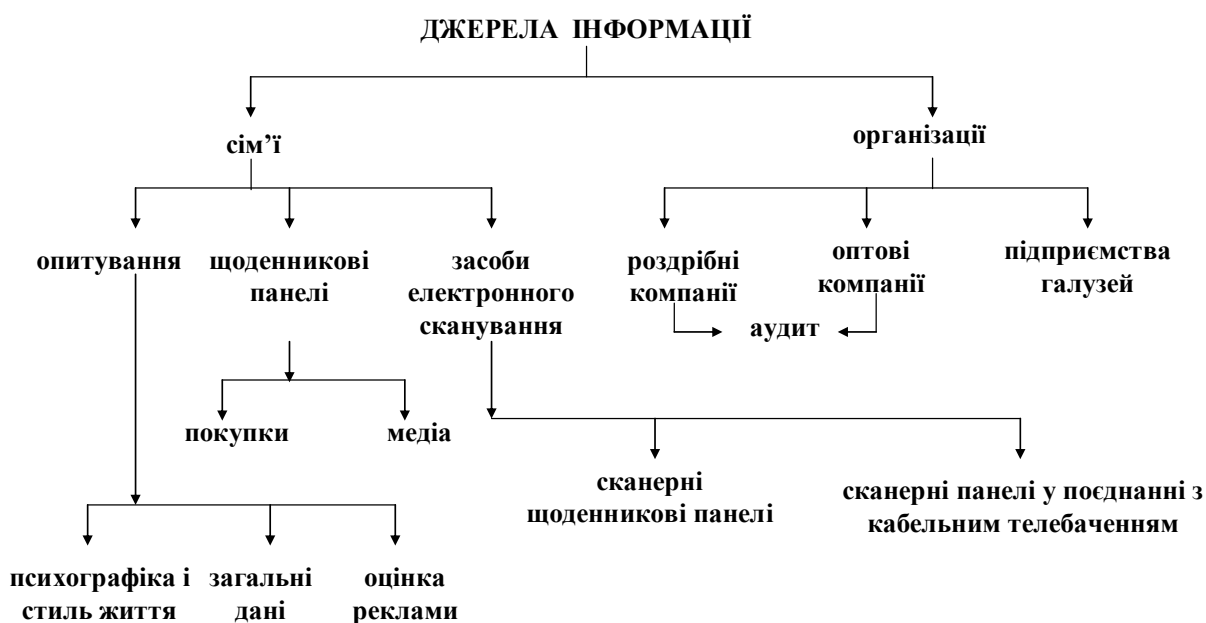 ДЖЕРЕЛА ІНФОРМАЦІЇ
сім’ї
організації
опитування
щоденникові
панелі
засоби
електронного
сканування
роздрібні
компанії
оптові
компанії
підприємства
галузей
аудит
покупки
медіа
сканерні
щоденникові панелі
сканерні панелі у поєднанні з
кабельним телебаченням
психографіка і
стиль життя
загальні
дані
оцінка
реклами